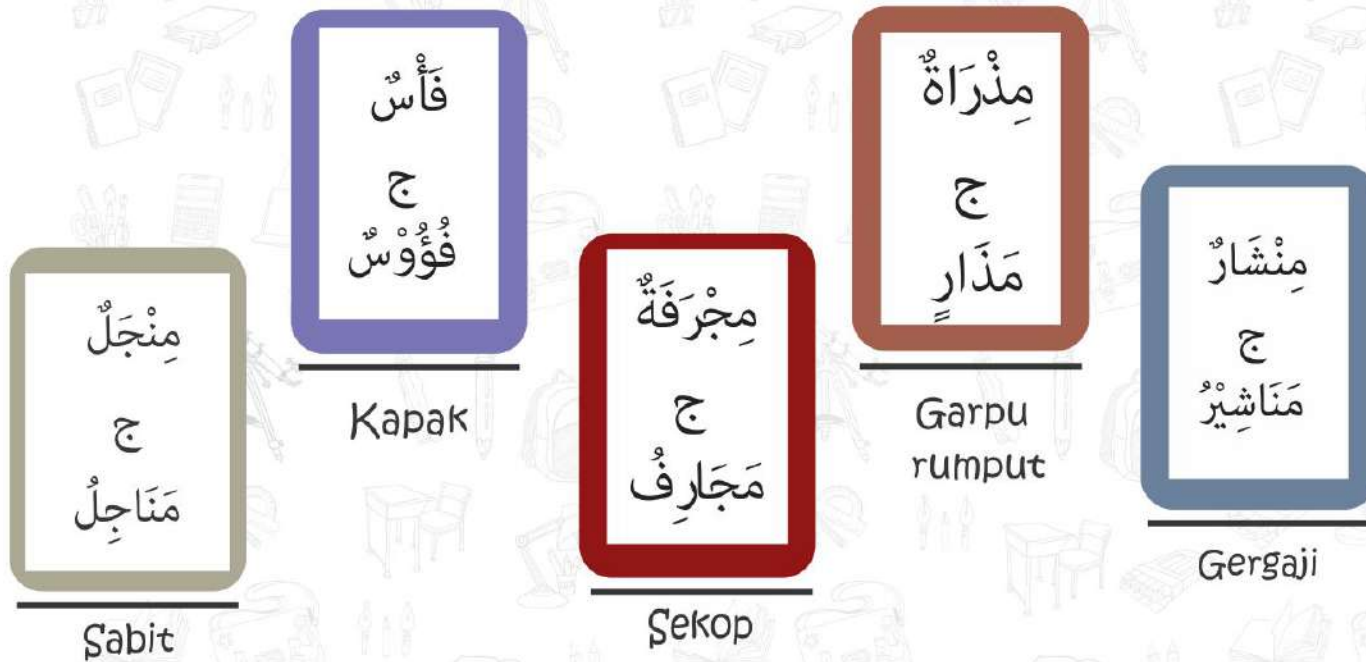 مِنْجَلٌ
ج
مَنَاجِلُ
Sabit
فَأْسٌ
ج
فُؤُوْسٌ
Kapak
مِجْرَفَةٌ
ج
مَجَارِفُ
Sekop
مِذْرَاةٌ
ج
مَذَارٍ
Garpu
rumput
مِنْشَارٌ
ج
مَنَاشِيْرُ
Gergaji